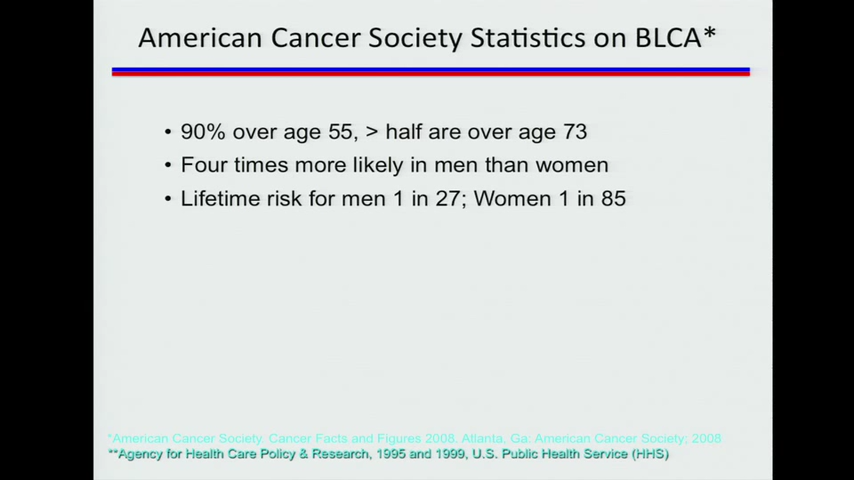 American Cancer Society Statistics on BLCA*
• 90% over age 55, > half are over age 73
• Four times more likely in men than women
• Lifetime risk for men 1 in 27; Women 1 in 85
*American Cancer Society. Cancer Facts and Figures 2008. Atlanta, Ga: American Cancer Society; 2008
**Agency for Health Care Policy & Research, 1995 and 1999, U.S. Public Health Service (HHS)